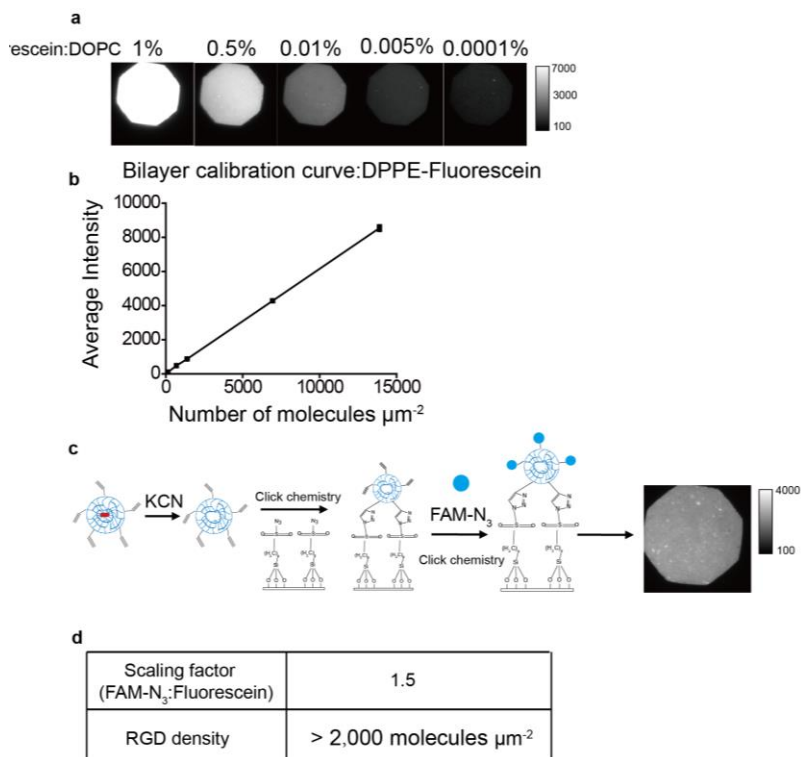 a
rescein:DOPC 1% 0.5% 0.01% 0.005% 0.0001%
7000
3000
100
Bilayer calibration curve:DPPE-Fluorescein
b
Average Intensity
10000
8000
6000
4000
2000
0
0 5000 10000 15000
Number of molecules µm⁻²
c
KCN
Click chemistry
N₃ N₃
FAM-N₃
Click chemistry
4000
100
d
Scaling factor
(FAM-N₃:Fluorescein)
1.5
RGD density
> 2,000 molecules µm⁻²